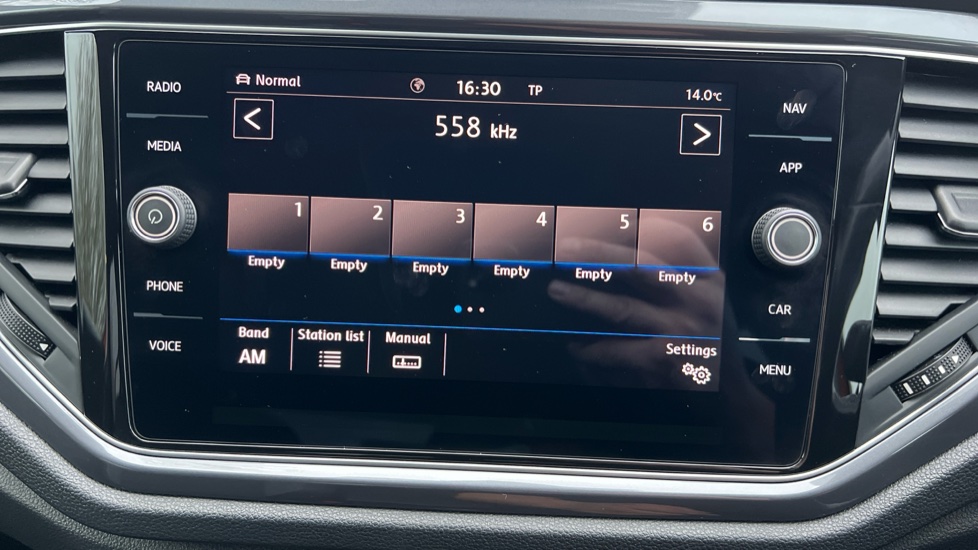 RADIO
MEDIA
PHONE
VOICE
Normal 16:30 TP 14.0°C
<
558 kHz
>
1 2 3 4 5 6
Empty Empty Empty Empty Empty Empty
Band
AM
Station list
Manual
Settings
NAV
APP
CAR
MENU